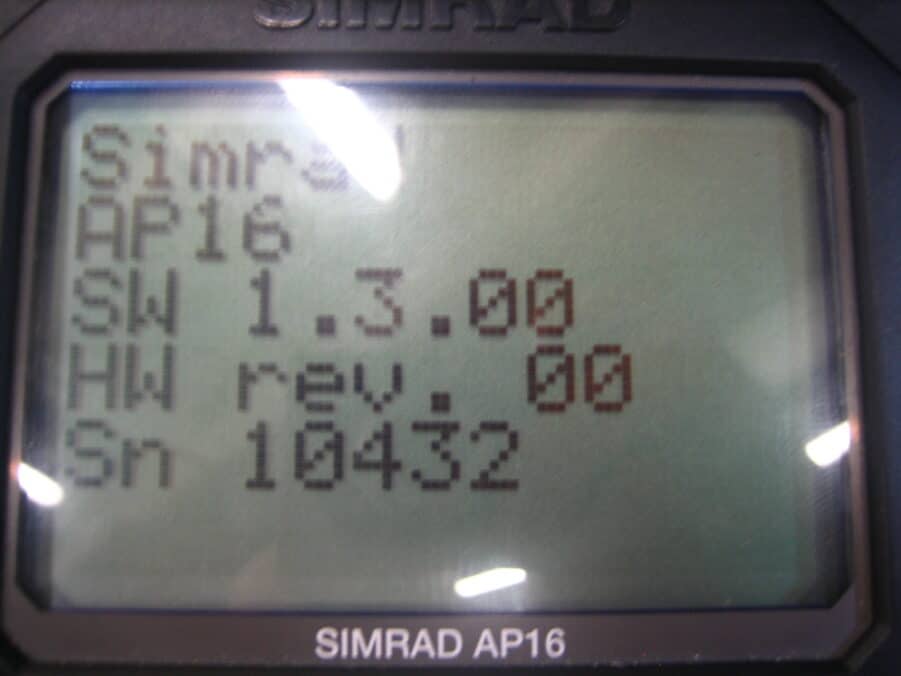 SIMRAD
Simrad
AP16
SW 1.3.00
HW rev. 00
Sn 10432
SIMRAD AP16